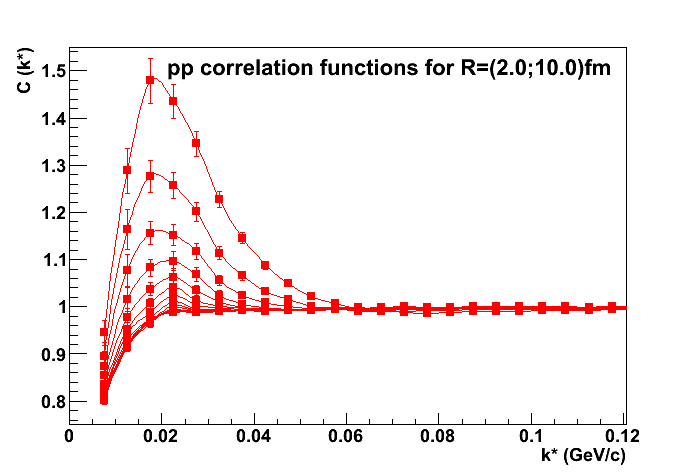 pp correlation functions for R=(2.0;10.0)fm
C (k*)
1.5
1.4
1.3
1.2
1.1
1
0.9
0.8
0 0.02 0.04 0.06 0.08 0.1 0.12
k* (GeV/c)